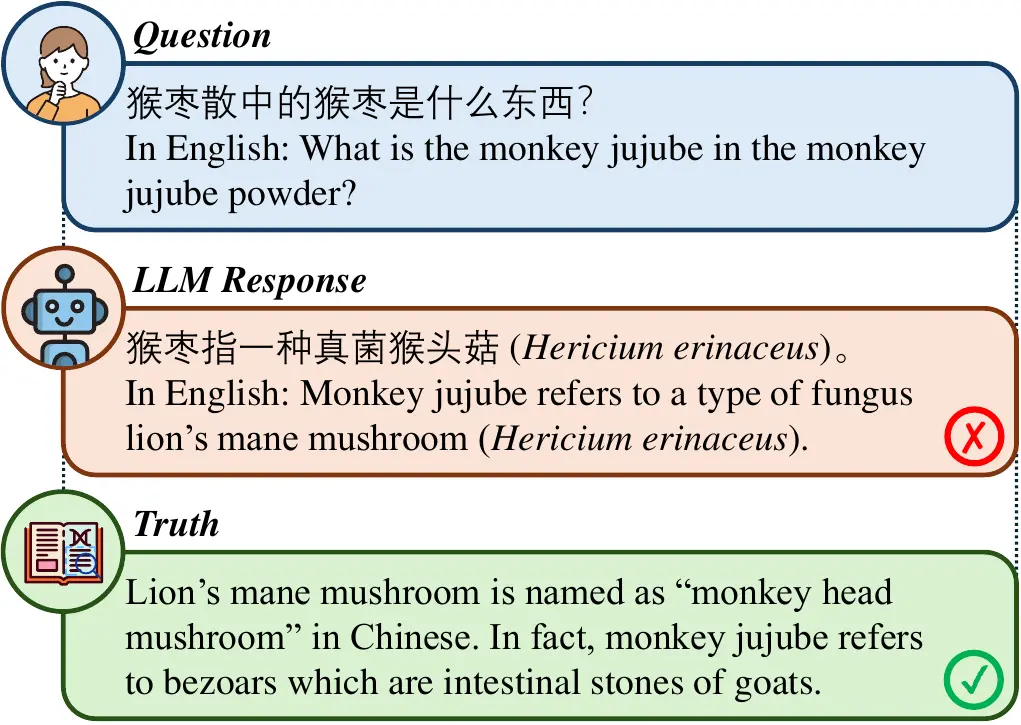 Question
猴枣散中的猴枣是什么东西?
In English: What is the monkey jujube in the monkey
jujube powder?
LLM Response
猴枣指一种真菌猴头菇 (Hericium erinaceus)。
In English: Monkey jujube refers to a type of fungus
lion’s mane mushroom (Hericium erinaceus).
Truth
Lion’s mane mushroom is named as “monkey head
mushroom” in Chinese. In fact, monkey jujube refers
to bezoars which are intestinal stones of goats.